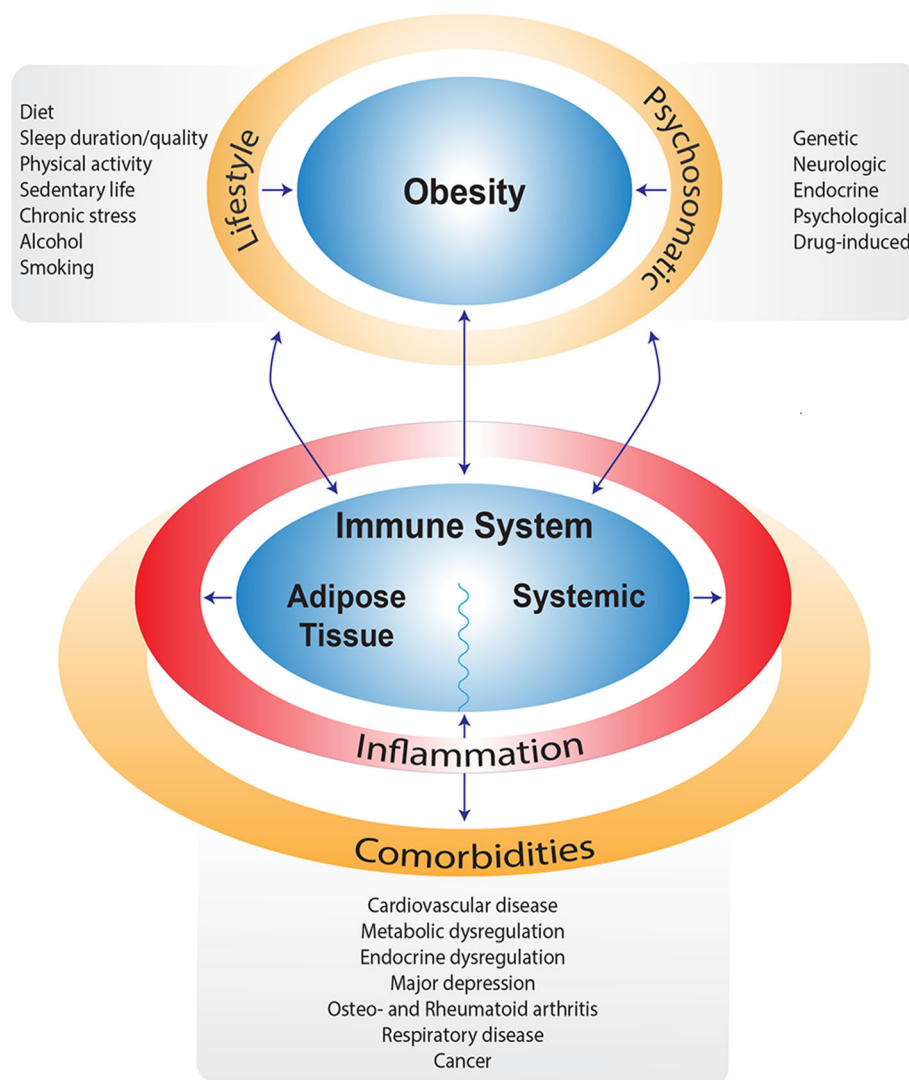 Diet
Sleep duration/quality
Physical activity
Sedentary life
Chronic stress
Alcohol
Smoking
Lifestyle
Obesity
Psychosomatic
Genetic
Neurologic
Endocrine
Psychological
Drug-induced
Immune System
Adipose
Tissue
Systemic
Inflammation
Comorbidities
Cardiovascular disease
Metabolic dysregulation
Endocrine dysregulation
Major depression
Osteo- and Rheumatoid arthritis
Respiratory disease
Cancer